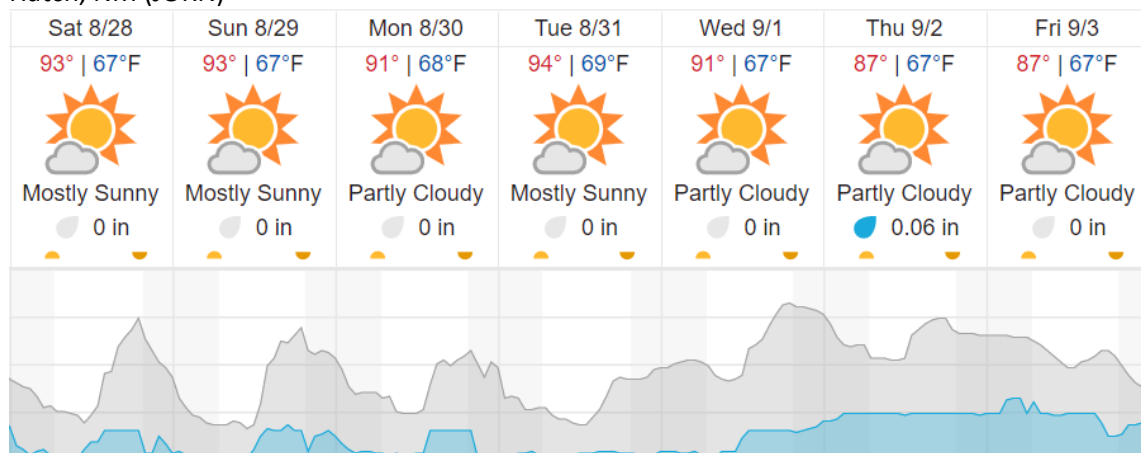 Sat 8/28 Sun 8/29 Mon 8/30 Tue 8/31 Wed 9/1 Thu 9/2 Fri 9/3
93° | 67°F 93° | 67°F 91° | 68°F 94° | 69°F 91° | 67°F 87° | 67°F 87° | 67°F
Mostly Sunny Mostly Sunny Partly Cloudy Mostly Sunny Partly Cloudy Partly Cloudy Partly Cloudy
0 in 0 in 0 in 0 in 0 in 0.06 in 0 in